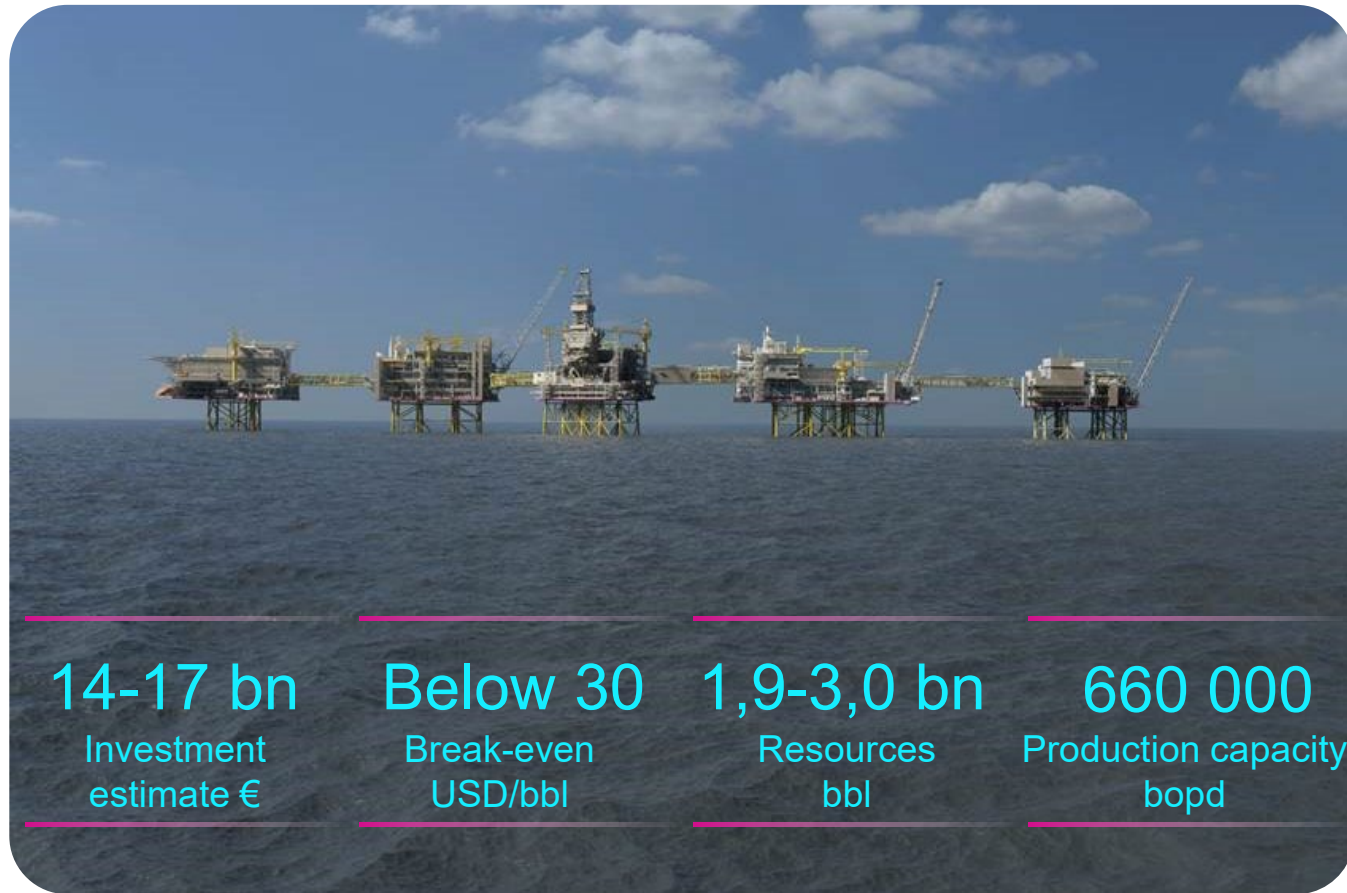 14-17 bn
Investment
estimate €
Below 30
Break-even
USD/bbl
1,9-3,0 bn
Resources
bbl
660 000
Production capacity
bopd